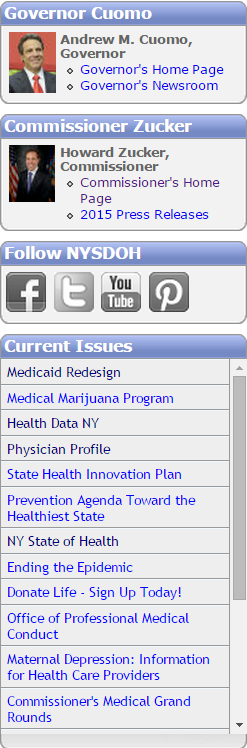 Governor Cuomo
Andrew M. Cuomo,
Governor
Governor's Home Page
Governor's Newsroom
Commissioner Zucker
Howard Zucker,
Commissioner
Commissioner's Home
Page
2015 Press Releases
Follow NYSDOH
f
t
You
Tube
P
Current Issues
Medicaid Redesign
Medical Marijuana Program
Health Data NY
Physician Profile
State Health Innovation Plan
Prevention Agenda Toward the
Healthiest State
NY State of Health
Ending the Epidemic
Donate Life - Sign Up Today!
Office of Professional Medical
Conduct
Maternal Depression: Information
for Health Care Providers
Commissioner's Medical Grand
Rounds